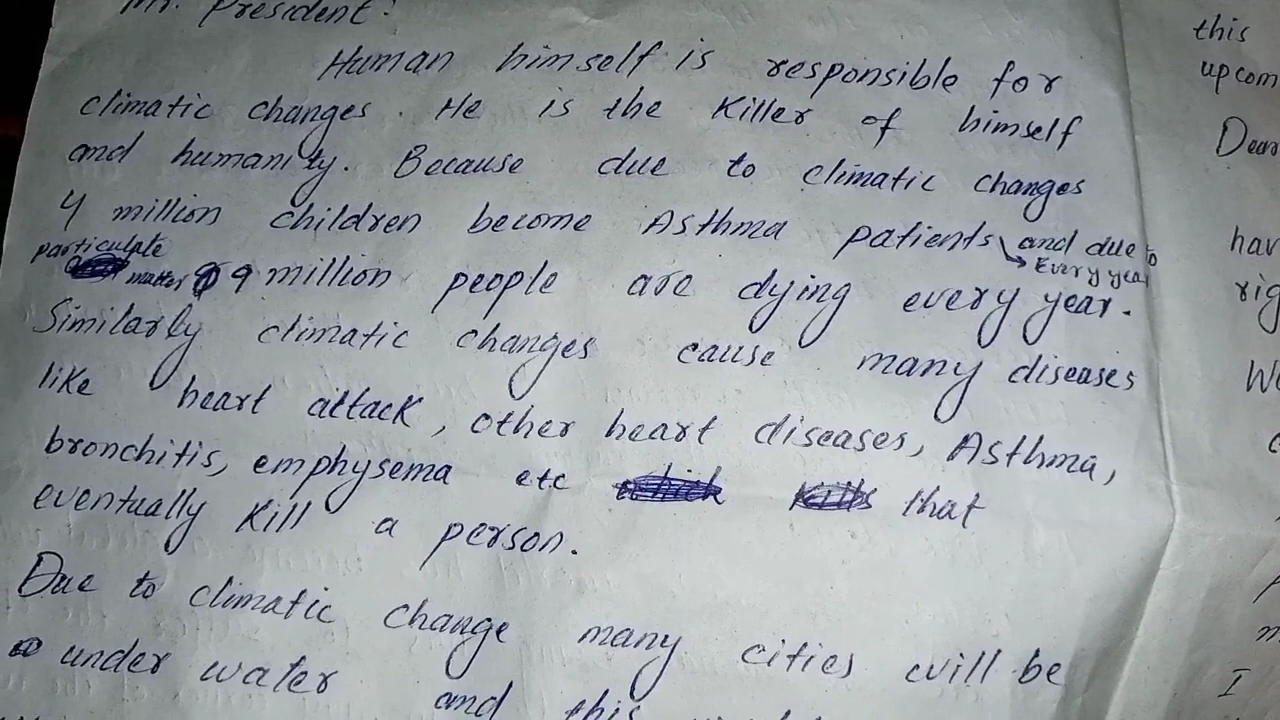 Mr. President:
Human himself is responsible for
climatic changes. He is the killer of himself
and humanity. Because due to climatic changes
4 million children become Asthma patients and due to
Every year
particulate
matter 9 million people are dying every year.
Similarly climatic changes cause many diseases
like heart attack, other heart diseases, Asthma,
bronchitis, emphysema etc that
eventually kill a person.
Due to climatic change many cities will be
under water and this
this
upcom
Dear
hav
rig
I